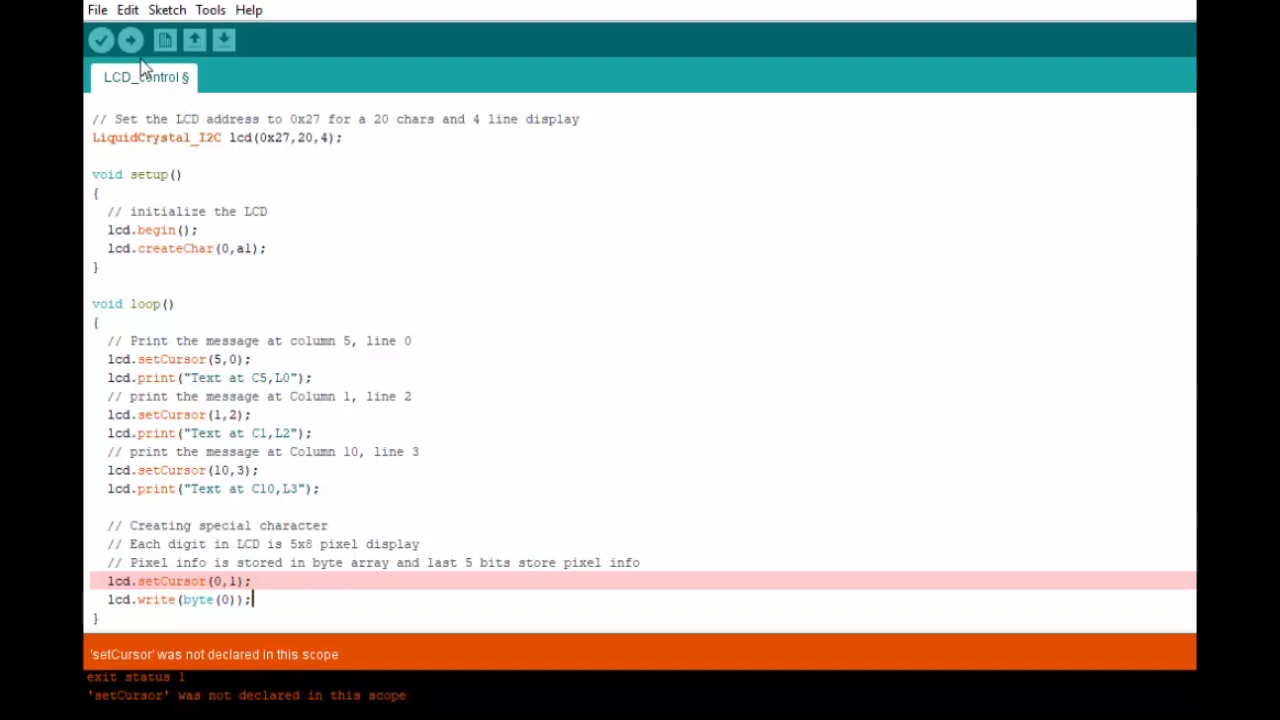 File Edit Sketch Tools Help
LCD_control §
// Set the LCD address to 0x27 for a 20 chars and 4 line display
LiquidCrystal_I2C lcd(0x27,20,4);
void setup()
{
// initialize the LCD
lcd.begin();
lcd.createChar(0,a1);
}
void loop()
{
// Print the message at column 5, line 0
lcd.setCursor(5,0);
lcd.print("Text at C5,L0");
// print the message at Column 1, line 2
lcd.setCursor(1,2);
lcd.print("Text at C1,L2");
// print the message at Column 10, line 3
lcd.setCursor(10,3);
lcd.print("Text at C10,L3");
// Creating special character
// Each digit in LCD is 5x8 pixel display
// Pixel info is stored in byte array and last 5 bits store pixel info
lcd.setCursor(0,1);
lcd.write(byte(0));
}
'setCursor' was not declared in this scope
exit status 1
'setCursor' was not declared in this scope